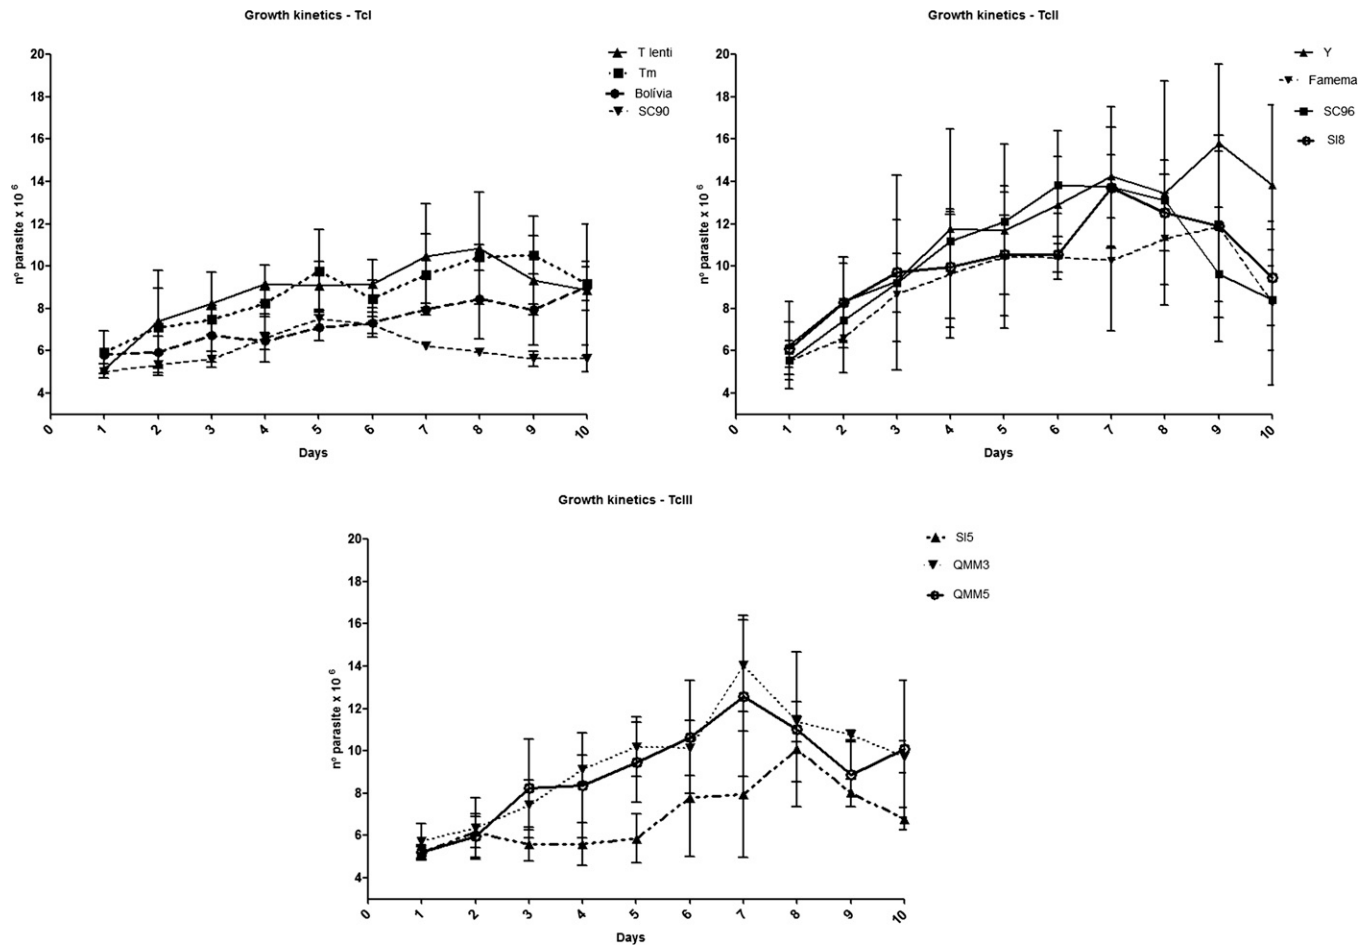 Growth kinetics - TcI
T lenti
Tm
Bolívia
SC90
nº parasite x 10 6
20
18
16
14
12
10
8
6
4
0 1 2 3 4 5 6 7 8 9 10
Days
Growth kinetics - TcII
Y
Famema
SC96
SI8
nº parasite x 10 6
20
18
16
14
12
10
8
6
4
0 1 2 3 4 5 6 7 8 9 10
Days
Growth kinetics - TcIII
SI5
QMM3
QMM5
nº parasite x 10 6
20
18
16
14
12
10
8
6
4
0 1 2 3 4 5 6 7 8 9 10
Days